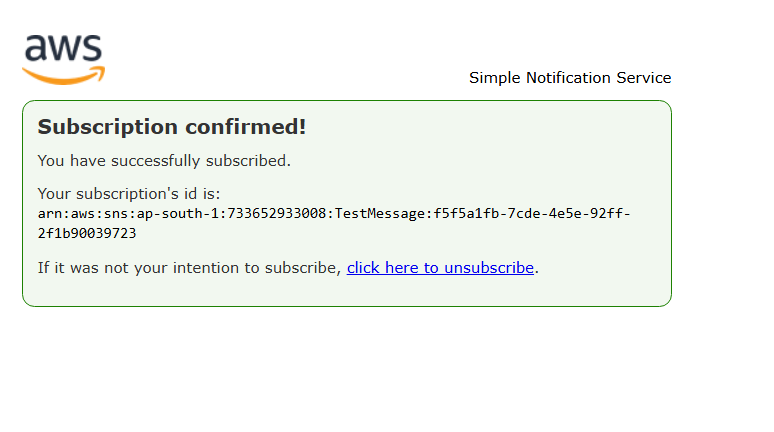 aws
Simple Notification Service
Subscription confirmed!
You have successfully subscribed.
Your subscription's id is:
arn:aws:sns:ap-south-1:733652933008:TestMessage:f5f5a1fb-7cde-4e5e-92ff-
2f1b90039723
If it was not your intention to subscribe, click here to unsubscribe.